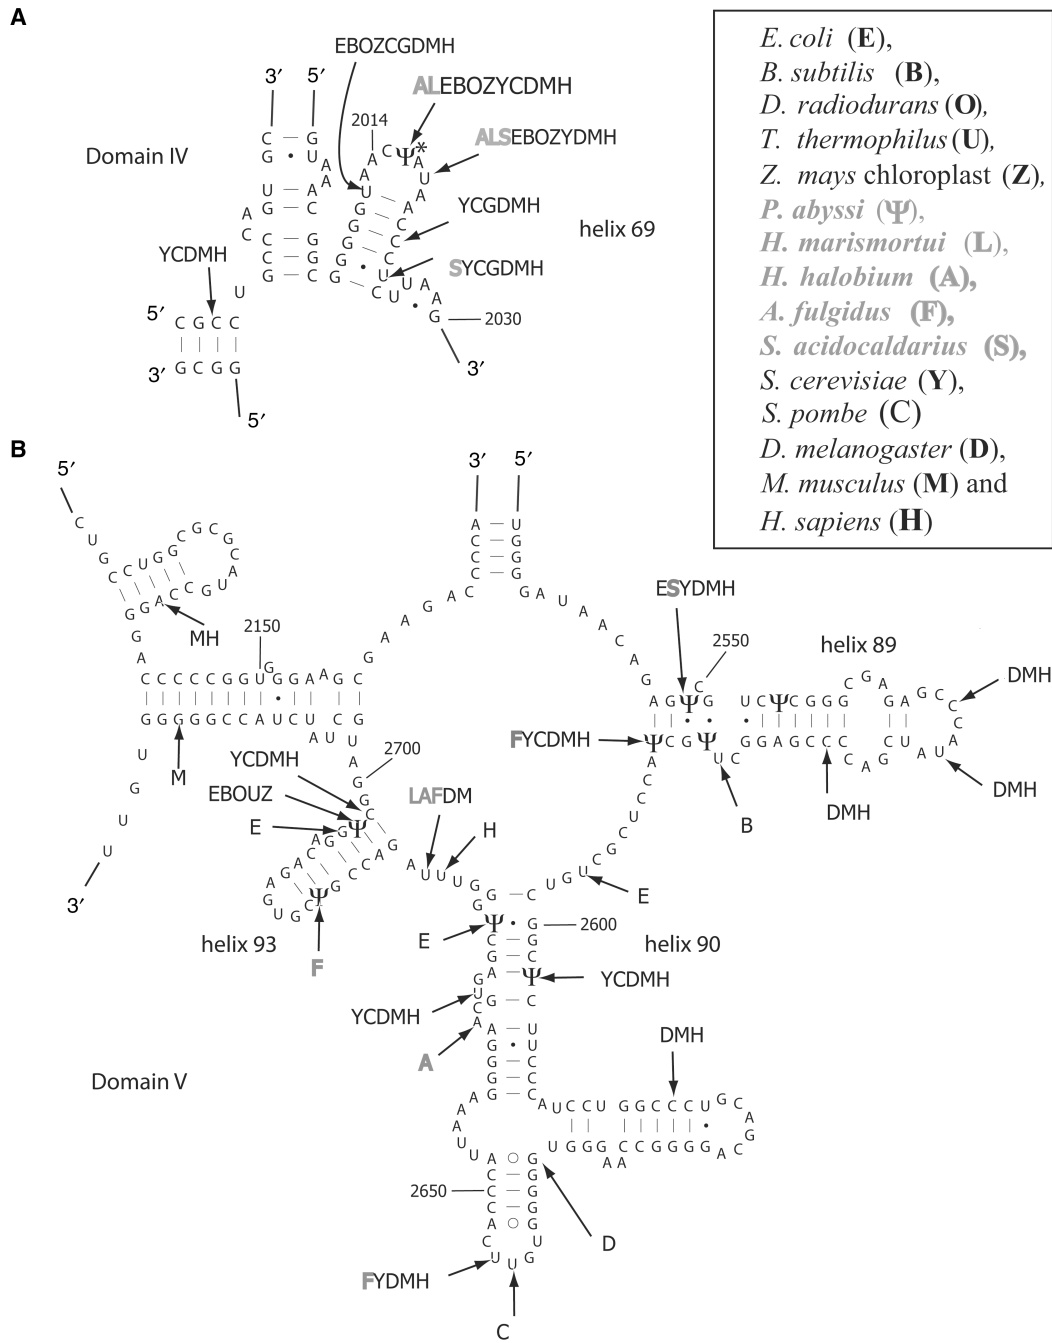 A
EBOZCGDMH
3′ 5′
ALEBOZYCDMH
2014
ALSEBOZYDMH
Domain IV
YCGDMH
helix 69
YCDMH
SYCGDMH
5′ C G C C
2030
3′ G C G G
3′
5′
E. coli (E),
B. subtilis (B),
D. radiodurans (O),
T. thermophilus (U),
Z. mays chloroplast (Z),
P. abyssi (Ψ),
H. marismortui (L),
H. halobium (A),
A. fulgidus (F),
S. acidocaldarius (S),
S. cerevisiae (Y),
S. pombe (C)
D. melanogaster (D),
M. musculus (M) and
H. sapiens (H)
B
5′
3′ 5′
ESYDMH
MH
2150
2550
helix 89
DMH
C C C C C G G U G G G A A G C
G G G G G G C C A U C U A U C G
FYCDMH
M
YCDMH
2700
DMH
EBOUZ
LAFDM
DMH
E
H
B
3′
E
helix 93
E
2600
helix 90
F
YCDMH
YCDMH
A
DMH
Domain V
A U C C U G G C C C U G C A G
U G G G A A C C G G G G G A C
2650
D
FYDMH
C